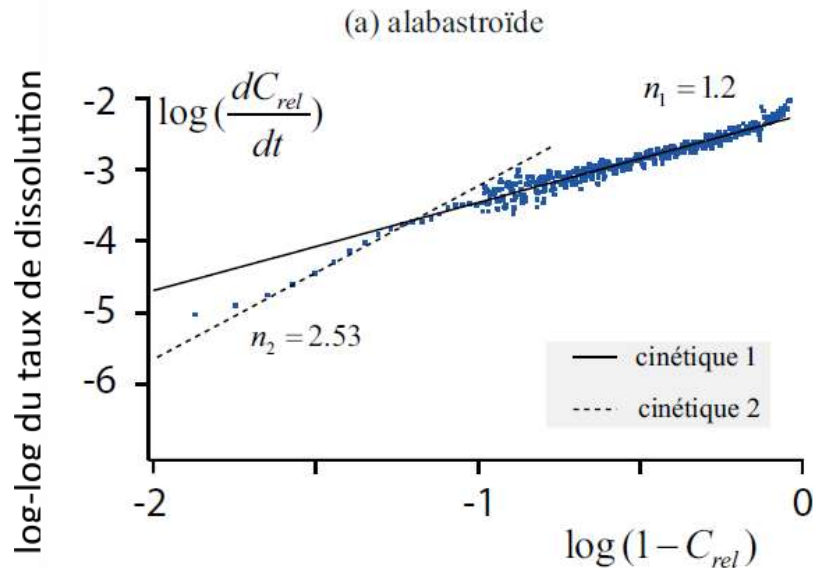 (a) alabastroïde
log-log du taux de dissolution
log (dC_rel/dt)
n₁ = 1.2
n₂ = 2.53
-2
-3
-4
-5
-6
cinétique 1
cinétique 2
-2 -1 0
log (1 − C_rel)